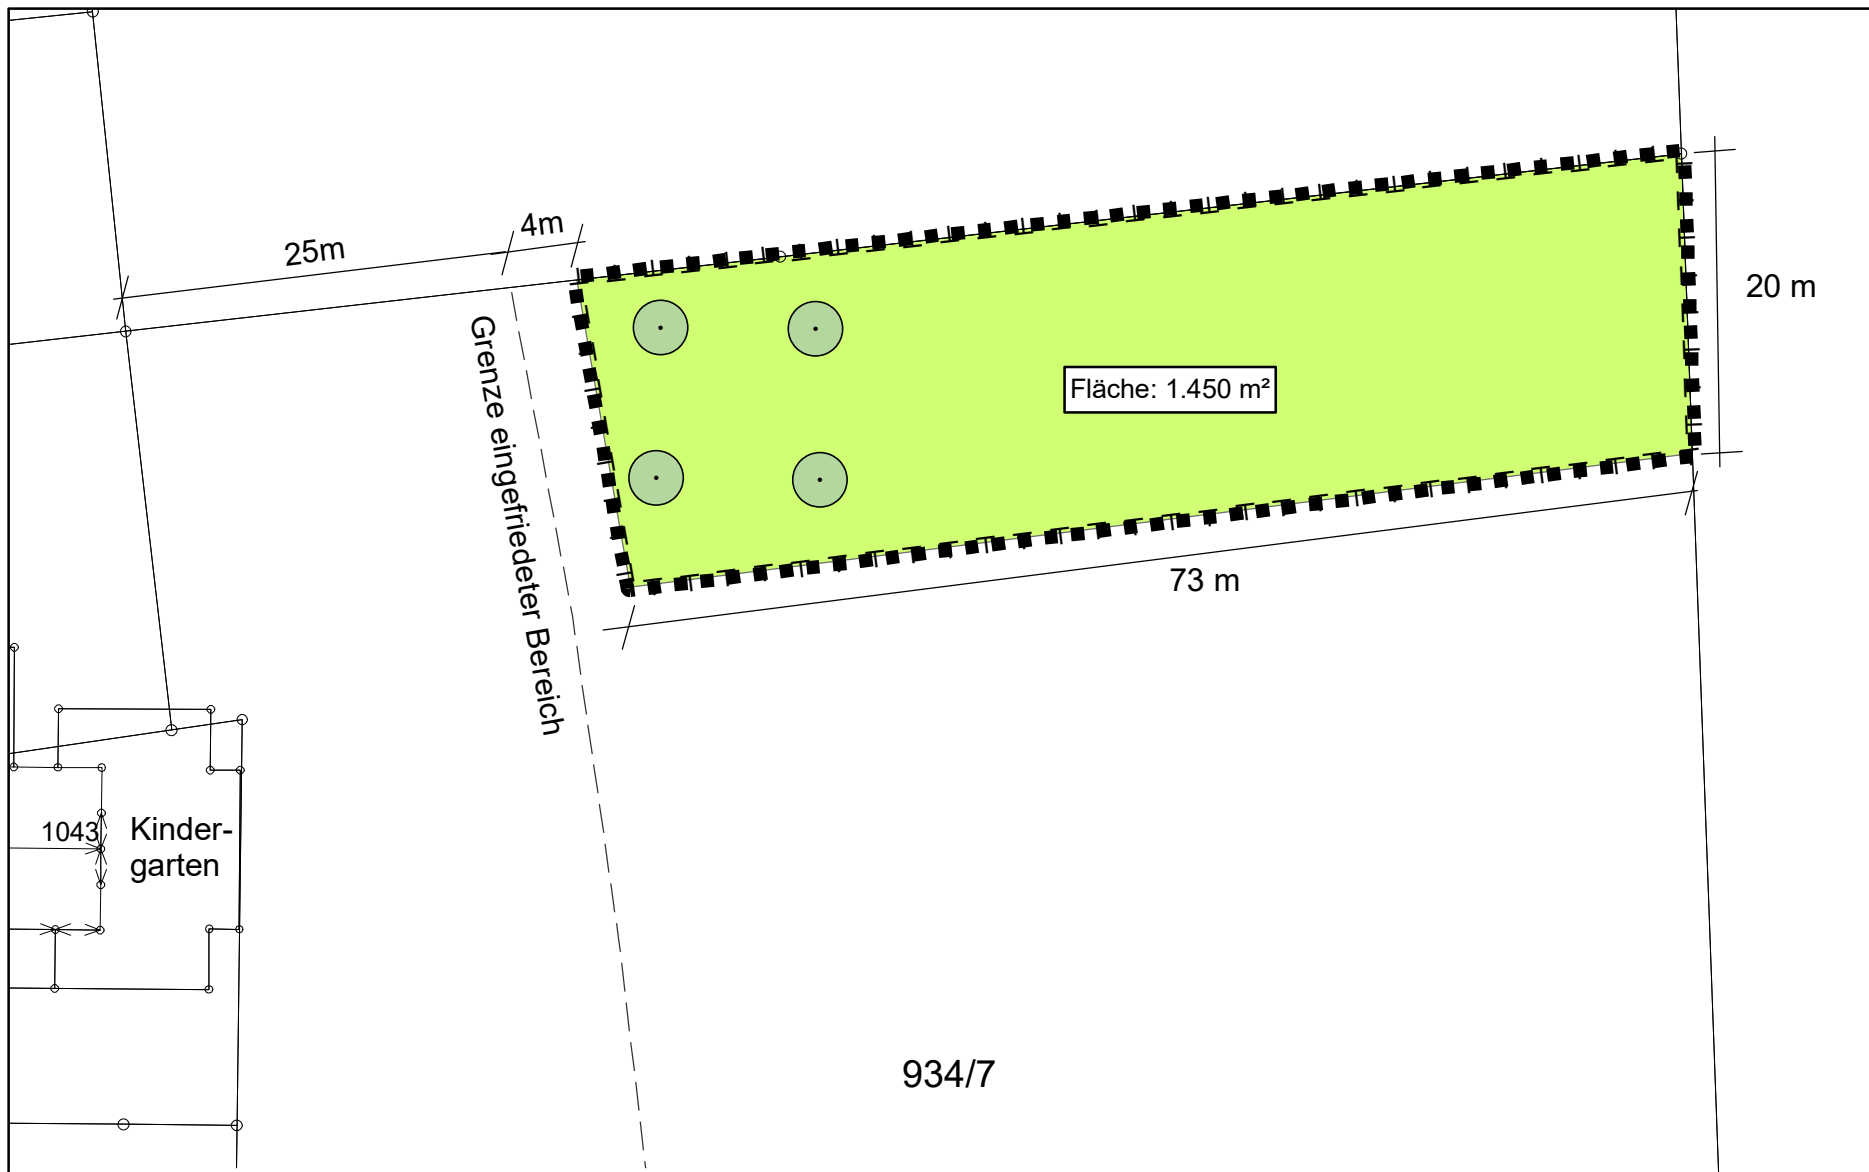 4m
25m
20 m
Grenze eingefriedeter Bereich
Fläche: 1.450 m²
73 m
1043
Kinder-
garten
934/7